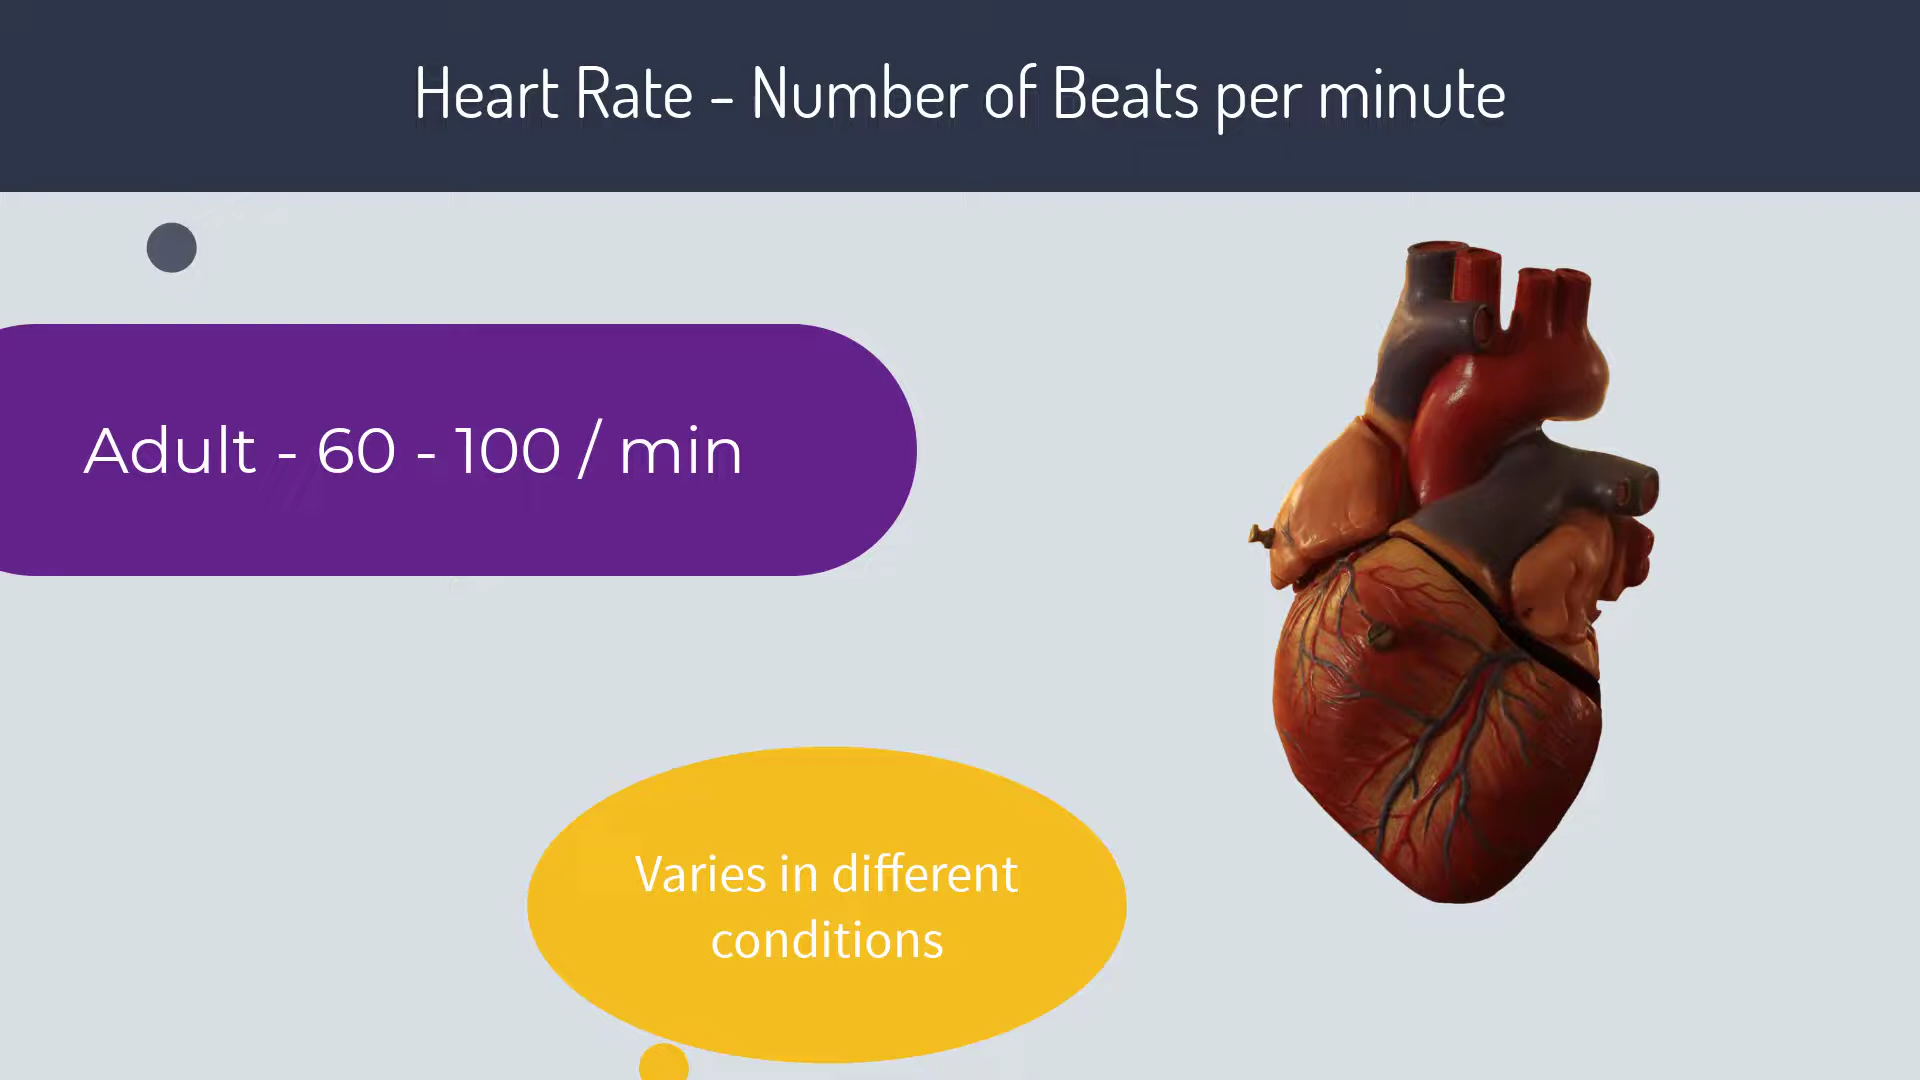 Heart Rate - Number of Beats per minute
Adult - 60 - 100 / min
Varies in different
conditions